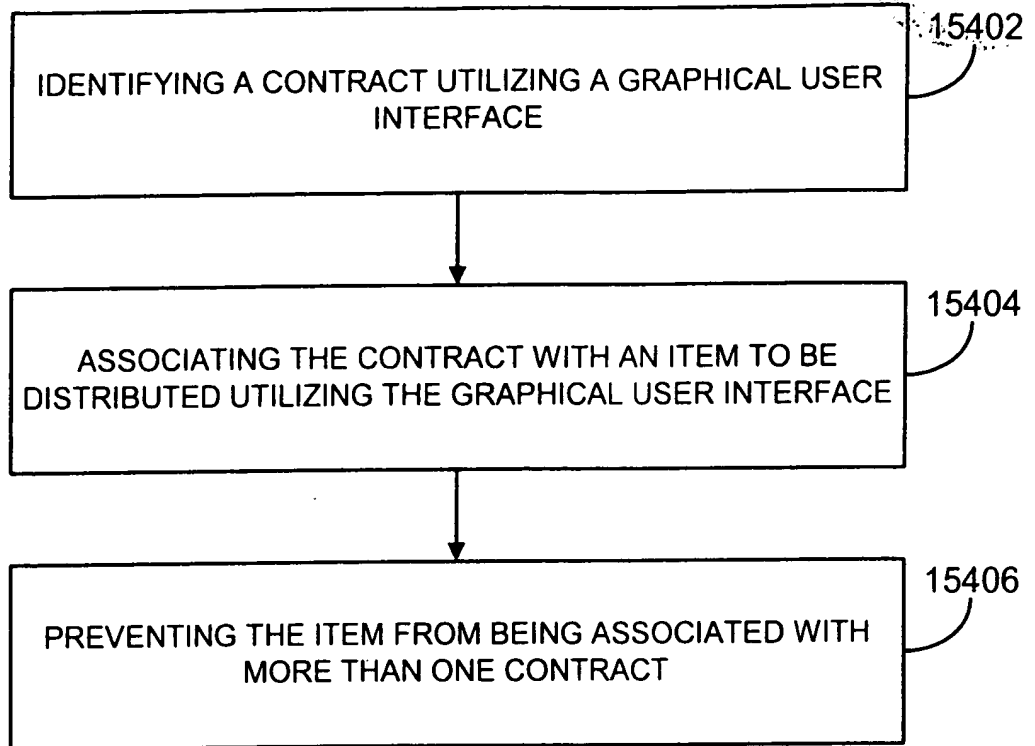 15402
IDENTIFYING A CONTRACT UTILIZING A GRAPHICAL USER
INTERFACE
15404
ASSOCIATING THE CONTRACT WITH AN ITEM TO BE
DISTRIBUTED UTILIZING THE GRAPHICAL USER INTERFACE
15406
PREVENTING THE ITEM FROM BEING ASSOCIATED WITH
MORE THAN ONE CONTRACT